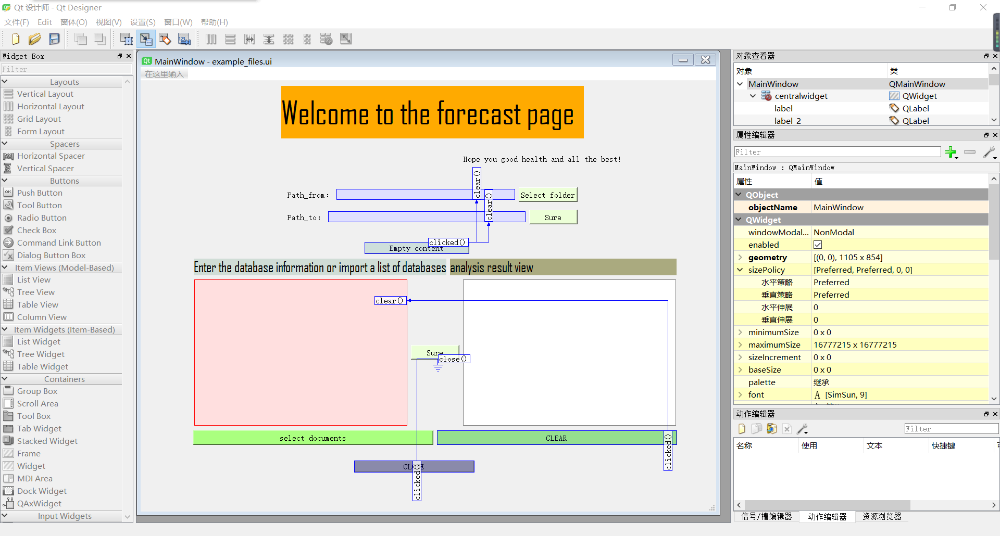 Qt 设计师 - Qt Designer
文件(F) Edit 窗体(O) 视图(V) 设置(S) 窗口(W) 帮助(H)
Widget Box
Filter
Layouts
Vertical Layout
Horizontal Layout
Grid Layout
Form Layout
Spacers
Horizontal Spacer
Vertical Spacer
Buttons
Push Button
Tool Button
Radio Button
Check Box
Command Link Button
Dialog Button Box
Item Views (Model-Based)
List View
Tree View
Table View
Column View
Item Widgets (Item-Based)
List Widget
Tree Widget
Table Widget
Containers
Group Box
Scroll Area
Tool Box
Tab Widget
Stacked Widget
Frame
Widget
MDI Area
Dock Widget
QAxWidget
Input Widgets
MainWindow - example_files.ui
在这里输入
Welcome to the forecast page
Hope you good health and all the best!
clear()
Path_from: Select folder
clear()
Path_to: Sure
clicked()
Empty content
Enter the database information or import a list of databases analysis result view
clear()
Sure
close()
select documents CLEAR
clicked()
clicked()
对象查看器
对象 类
MainWindow QMainWindow
centralwidget QWidget
label QLabel
label 2 QLabel
属性编辑器
Filter
MainWindow : QMainWindow
属性 值
QObject
objectName MainWindow
QWidget
windowModal... NonModal
enabled
geometry [(0, 0), 1105 x 854]
sizePolicy [Preferred, Preferred, 0, 0]
水平策略 Preferred
垂直策略 Preferred
水平伸展 0
垂直伸展 0
minimumSize 0 x 0
maximumSize 16777215 x 16777215
sizeIncrement 0 x 0
baseSize 0 x 0
palette 继承
font A [SimSun, 9]
动作编辑器
Filter
名称 使用 文本 快捷键
信号/槽编辑器 动作编辑器 资源浏览器